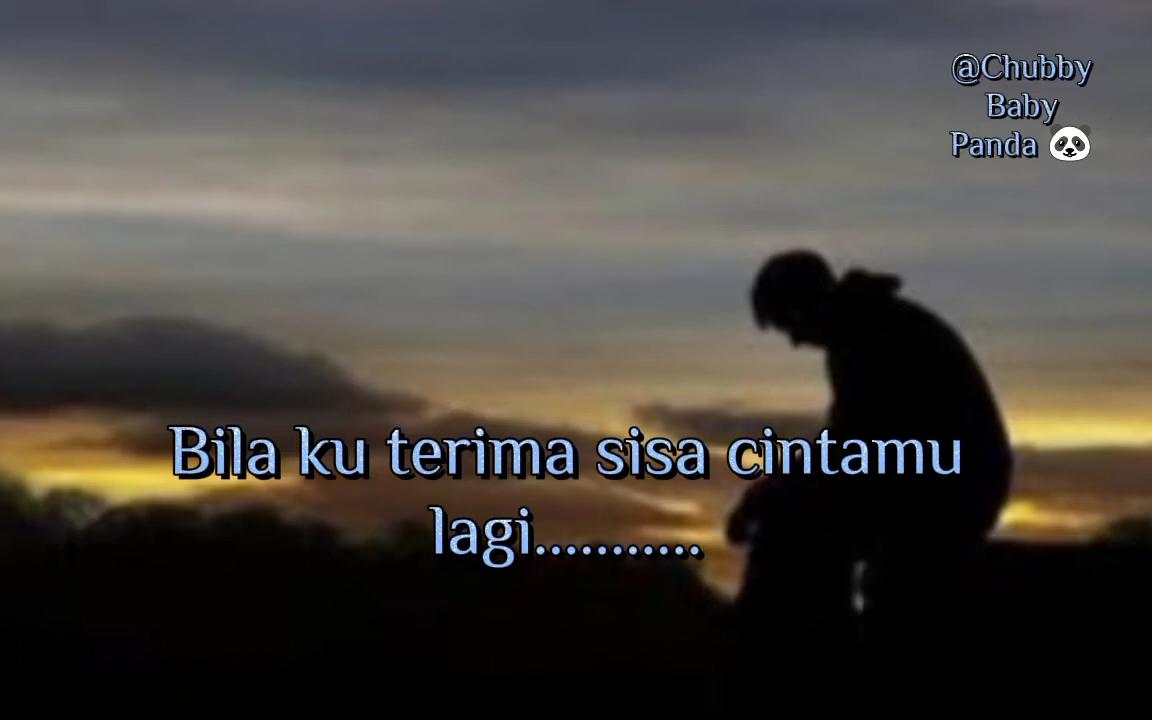 @Chubby
Baby
Panda 🐼
Bila ku terima sisa cintamu
lagi...........